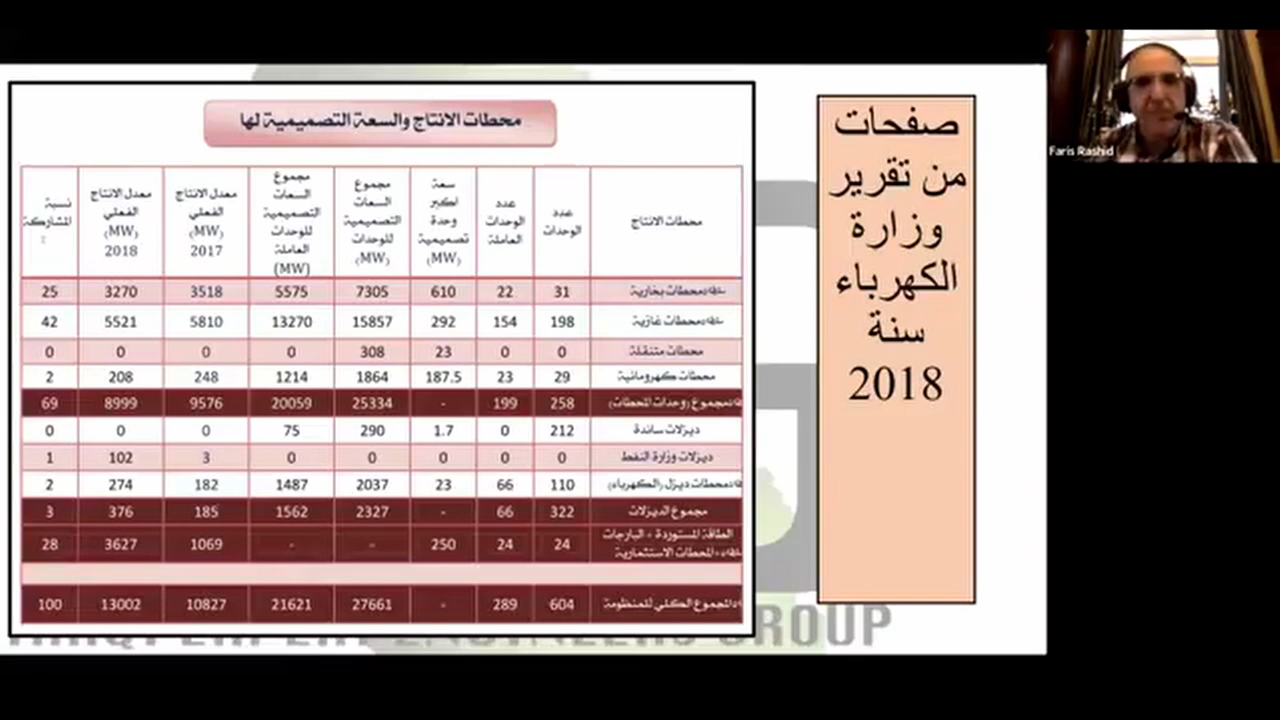 محطات الانتاج والسعة التصميمية لها
محطات الانتاج | عدد الوحدات | عدد الوحدات العاملة | سعة اكبر وحدة تصميمية (MW) | مجموع السعات التصميمية للوحدات (MW) | مجموع السعات التصميمية للوحدات العاملة (MW) | معدل الانتاج الفعلي (MW) 2017 | معدل الانتاج الفعلي (MW) 2018 | نسبة المشاركة
محطات بخارية | 31 | 22 | 610 | 7305 | 5575 | 3518 | 3270 | 25
محطات غازية | 198 | 154 | 292 | 15857 | 13270 | 5810 | 5521 | 42
محطات متنقلة | 0 | 0 | 23 | 308 | 0 | 0 | 0 | 0
محطات كهرومائية | 29 | 23 | 187.5 | 1864 | 1214 | 248 | 208 | 2
مجموع (وحدات المحطات) | 258 | 199 | - | 25334 | 20059 | 9576 | 8999 | 69
ديزلات ساندة | 212 | 0 | 1.7 | 290 | 75 | 0 | 0 | 0
ديزلات وزارة النفط | 0 | 0 | 0 | 0 | 0 | 3 | 102 | 1
محطات ديزل (الكهرباء) | 110 | 66 | 23 | 2037 | 1487 | 182 | 274 | 2
مجموع الديزلات | 322 | 66 | - | 2327 | 1562 | 185 | 376 | 3
الطاقة المستوردة + البارجات + المحطات الاستثمارية | 24 | 24 | 250 | - | - | 1069 | 3627 | 28
المجموع الكلي للمنظومة | 604 | 289 | - | 27661 | 21621 | 10827 | 13002 | 100
صفحات
من تقرير
وزارة
الكهرباء
سنة
2018
Faris Rashid
GROUP